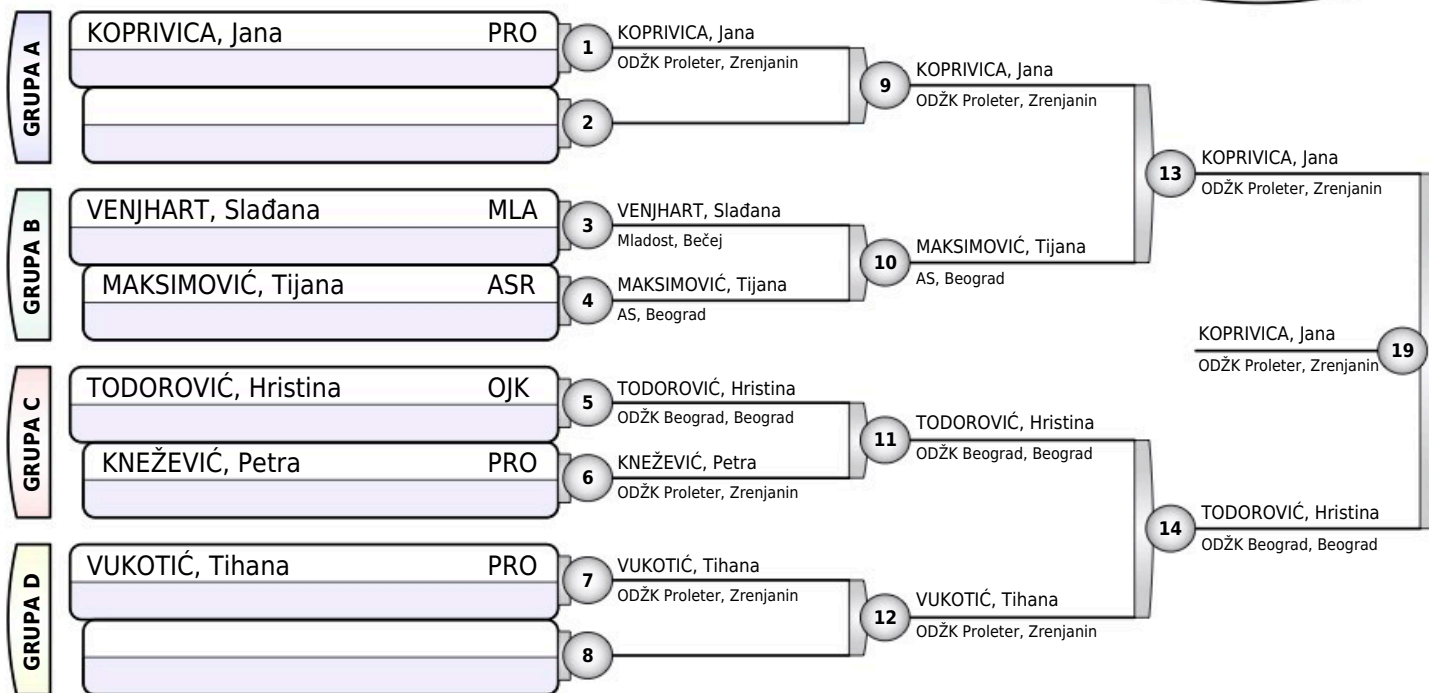 GRUPA A
KOPRIVICA, Jana PRO
1
KOPRIVICA, Jana
ODŽK Proleter, Zrenjanin
2
9
KOPRIVICA, Jana
ODŽK Proleter, Zrenjanin
GRUPA B
VENJHART, Slađana MLA
3
VENJHART, Slađana
Mladost, Bečej
MAKSIMOVIĆ, Tijana ASR
4
MAKSIMOVIĆ, Tijana
AS, Beograd
10
MAKSIMOVIĆ, Tijana
AS, Beograd
13
KOPRIVICA, Jana
ODŽK Proleter, Zrenjanin
GRUPA C
TODOROVIĆ, Hristina OJK
5
TODOROVIĆ, Hristina
ODŽK Beograd, Beograd
KNEŽEVIĆ, Petra PRO
6
KNEŽEVIĆ, Petra
ODŽK Proleter, Zrenjanin
11
TODOROVIĆ, Hristina
ODŽK Beograd, Beograd
GRUPA D
VUKOTIĆ, Tihana PRO
7
VUKOTIĆ, Tihana
ODŽK Proleter, Zrenjanin
8
12
VUKOTIĆ, Tihana
ODŽK Proleter, Zrenjanin
14
TODOROVIĆ, Hristina
ODŽK Beograd, Beograd
KOPRIVICA, Jana
ODŽK Proleter, Zrenjanin
19